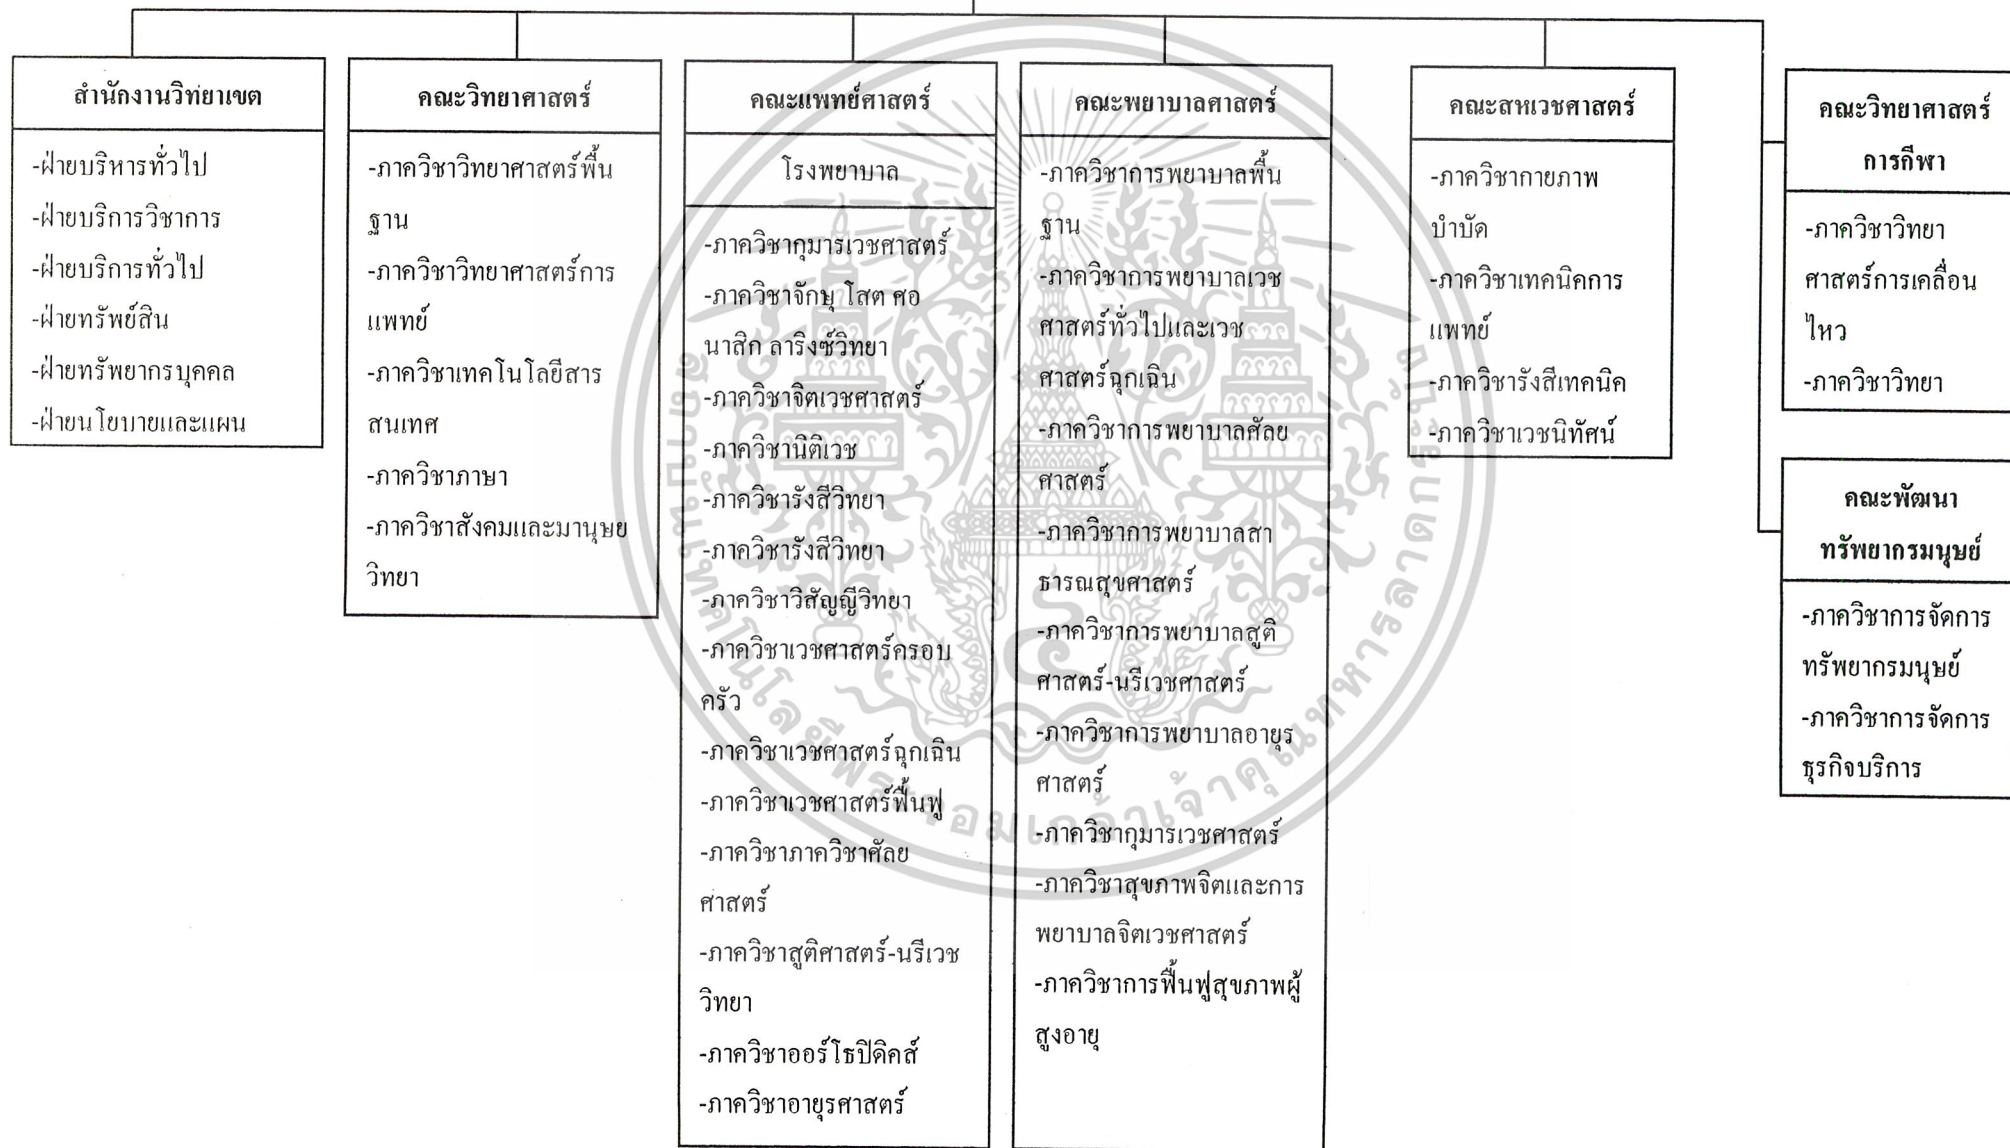 สำนักงานวิทยาเขต
-ฝ่ายบริหารทั่วไป
-ฝ่ายบริการวิชาการ
-ฝ่ายบริการทั่วไป
-ฝ่ายทรัพย์สิน
-ฝ่ายทรัพยากรบุคคล
-ฝ่ายนโยบายและแผน
คณะวิทยาศาสตร์
-ภาควิชาวิทยาศาสตร์พื้น
ฐาน
-ภาควิชาวิทยาศาสตร์การ
แพทย์
-ภาควิชาเทคโนโลยีสาร
สนเทศ
-ภาควิชาภาษา
-ภาควิชาสังคมและมานุษย
วิทยา
คณะแพทย์ศาสตร์
โรงพยาบาล
-ภาควิชากุมารเวชศาสตร์
-ภาควิชาจักษุ โสต ศอ
นาสิก ลาริงซ์วิทยา
-ภาควิชาจิตเวชศาสตร์
-ภาควิชานิติเวช
-ภาควิชารังสีวิทยา
-ภาควิชารังสีวิทยา
-ภาควิชาวิสัญญีวิทยา
-ภาควิชาเวชศาสตร์ครอบ
ครัว
-ภาควิชาเวชศาสตร์ฉุกเฉิน
-ภาควิชาเวชศาสตร์ฟื้นฟู
-ภาควิชาภาควิชาศัลย
ศาสตร์
-ภาควิชาสูติศาสตร์-นรีเวช
วิทยา
-ภาควิชาออร์โธปิดิคส์
-ภาควิชาอายุรศาสตร์
คณะพยาบาลศาสตร์
-ภาควิชาการพยาบาลพื้น
ฐาน
-ภาควิชาการพยาบาลเวช
ศาสตร์ทั่วไปและเวช
ศาสตร์ฉุกเฉิน
-ภาควิชาการพยาบาลศัลย
ศาสตร์
-ภาควิชาการพยาบาลสา
ธารณสุขศาสตร์
-ภาควิชาการพยาบาลสูติ
ศาสตร์-นรีเวชศาสตร์
-ภาควิชาการพยาบาลอายุร
ศาสตร์
-ภาควิชากุมารเวชศาสตร์
-ภาควิชาสุขภาพจิตและการ
พยาบาลจิตเวชศาสตร์
-ภาควิชาการฟื้นฟูสุขภาพผู้
สูงอายุ
คณะสหเวชศาสตร์
-ภาควิชากายภาพ
บำบัด
-ภาควิชาเทคนิคการ
แพทย์
-ภาควิชารังสีเทคนิค
-ภาควิชาเวชนิทัศน์
คณะวิทยาศาสตร์
การกีฬา
-ภาควิชาวิทยา
ศาสตร์การเคลื่อน
ไหว
-ภาควิชาวิทยา
คณะพัฒนา
ทรัพยากรมนุษย์
-ภาควิชาการจัดการ
ทรัพยากรมนุษย์
-ภาควิชาการจัดการ
ธุรกิจบริการ
สถาบันเทคโนโลยีพระจอมเกล้าเจ้าคุณทหารลาดกระบัง